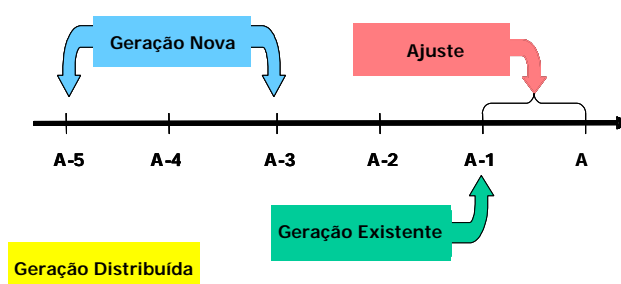 Geração Nova
Ajuste
A-5 A-4 A-3 A-2 A-1 A
Geração Existente
Geração Distribuída